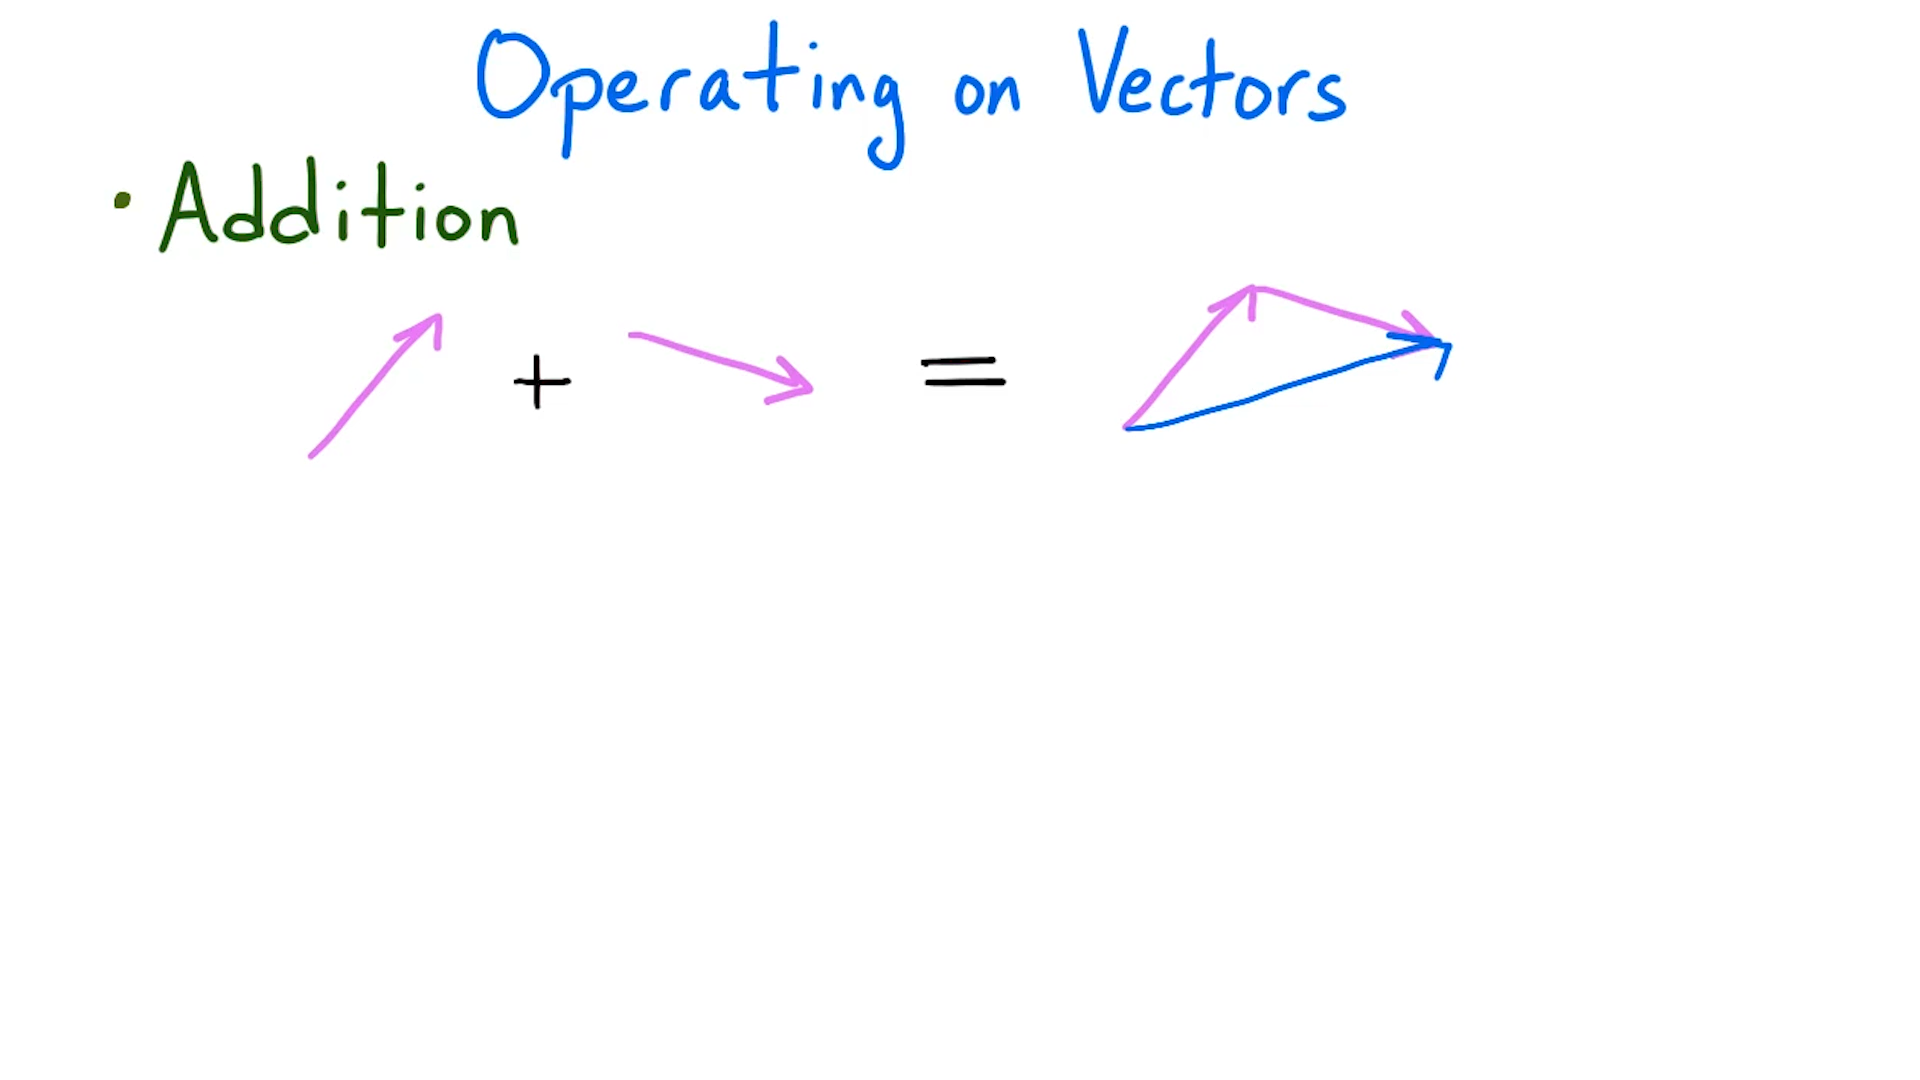 Operating on Vectors
• Addition
+ =